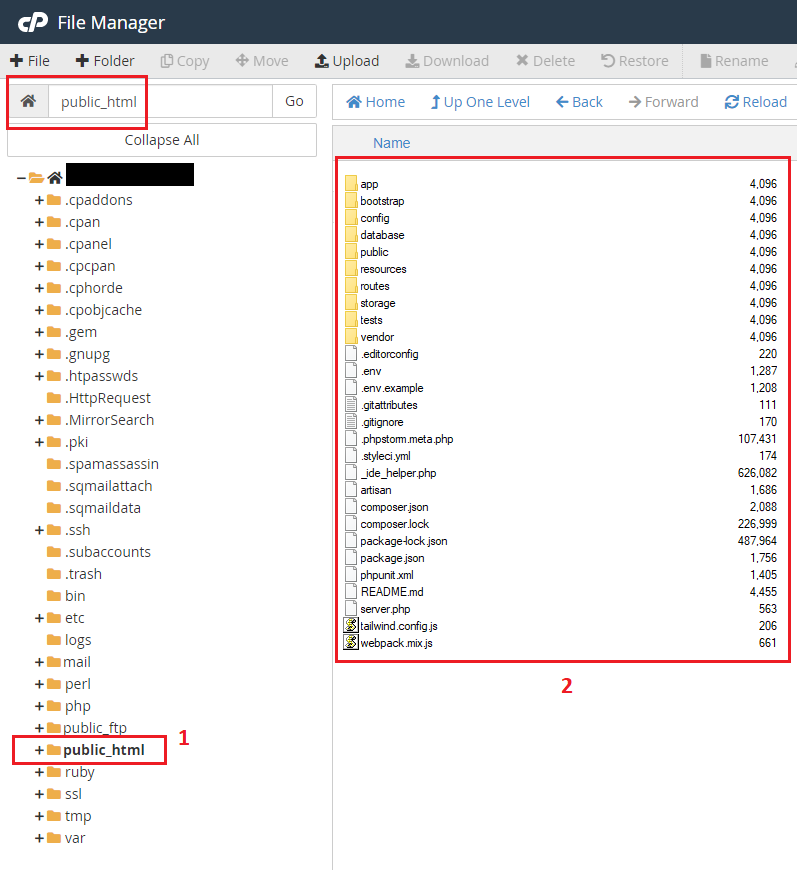 cP File Manager
File Folder Copy Move Upload Download Delete Restore Rename
public_html Go
Home Up One Level Back Forward Reload
Collapse All
Name
.cpaddons
.cpan
.cpanel
.cpcpan
.cphorde
.cpobjcache
.gem
.gnupg
.htpasswds
.HttpRequest
.MirrorSearch
.pki
.spamassassin
.sqmailattach
.sqmaildata
.ssh
.subaccounts
.trash
bin
etc
logs
mail
perl
php
public_ftp
public_html
1
ruby
ssl
tmp
var
app 4,096
bootstrap 4,096
config 4,096
database 4,096
public 4,096
resources 4,096
routes 4,096
storage 4,096
tests 4,096
vendor 4,096
.editorconfig 220
.env 1,287
.env.example 1,208
.gitattributes 111
.gitignore 170
.phpstorm.meta.php 107,431
.styleci.yml 174
_ide_helper.php 626,082
artisan 1,686
composer.json 2,088
composer.lock 226,999
package-lock.json 487,964
package.json 1,756
phpunit.xml 1,405
README.md 4,455
server.php 563
tailwind.config.js 206
webpack.mix.js 661
2